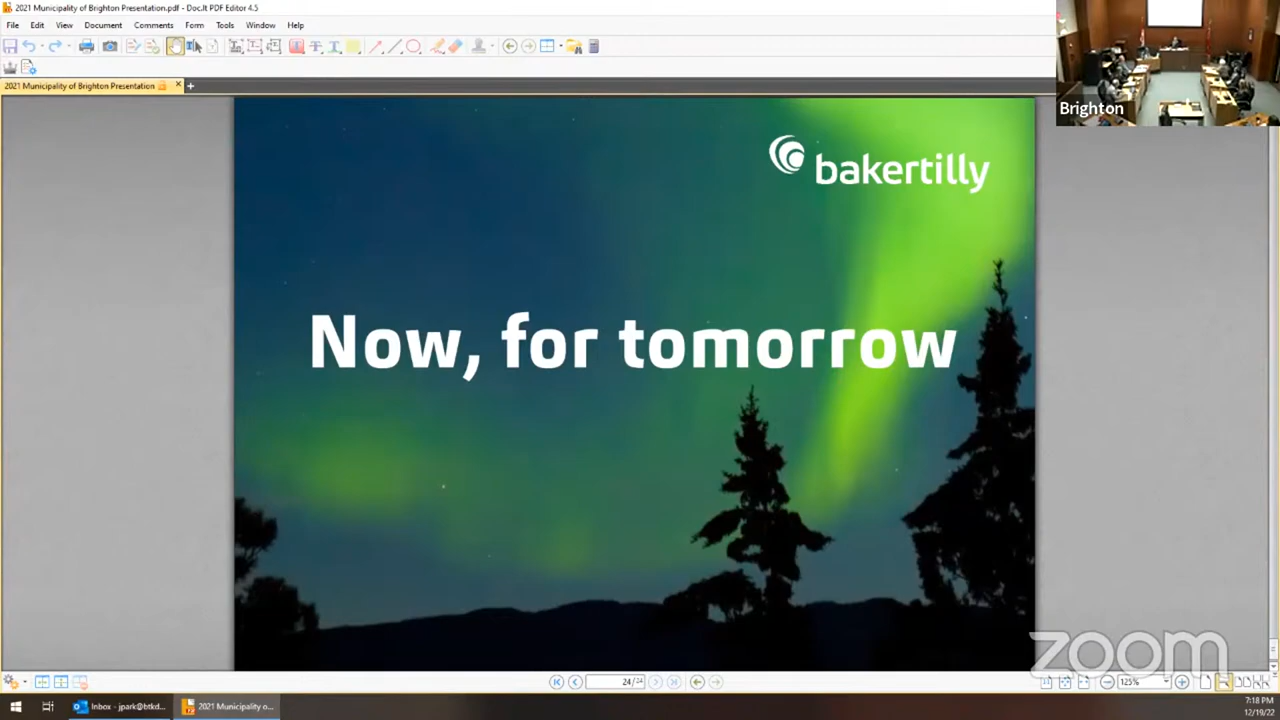 2021 Municipality of Brighton Presentation.pdf - Doc.It PDF Editor 4.5
File Edit View Document Comments Form Tools Window Help
2021 Municipality of Brighton Presentation
Brighton
bakertilly
Now, for tomorrow
zoom
24/24
125%
Inbox - jpark@btkd...
2021 Municipality o...
7:18 PM
12/19/22